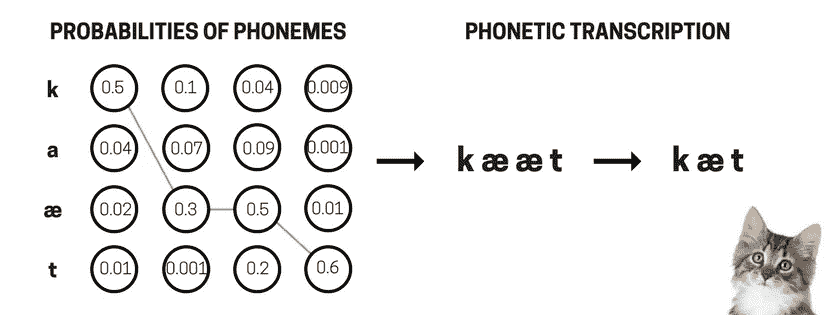 PROBABILITIES OF PHONEMES
PHONETIC TRANSCRIPTION
k 0.5 0.1 0.04 0.009
a 0.04 0.07 0.09 0.001
æ 0.02 0.3 0.5 0.01
t 0.01 0.001 0.2 0.6
k æ æ t
k æ t